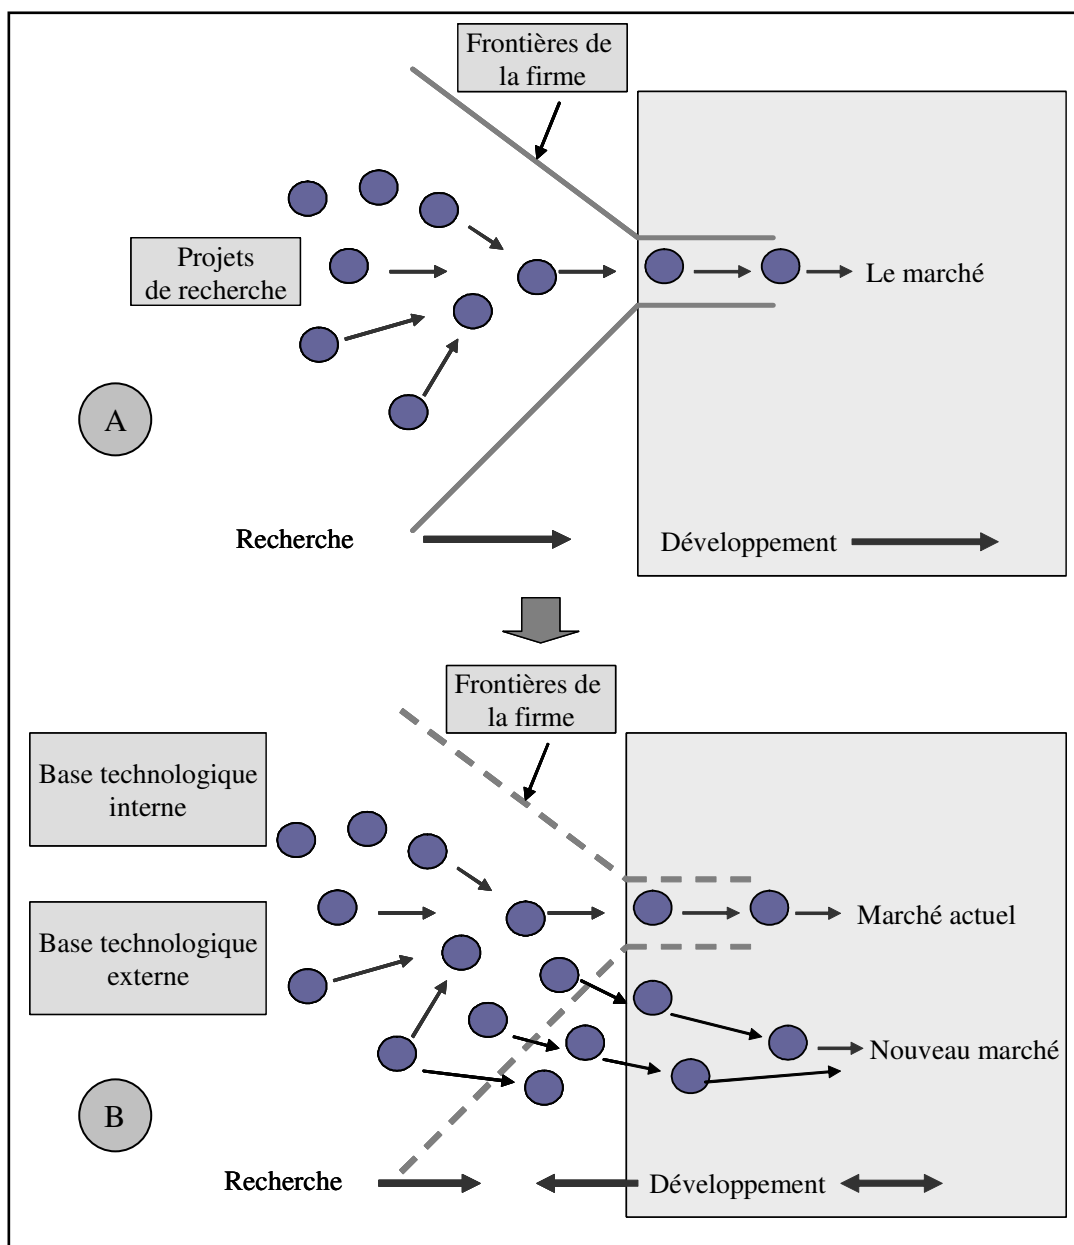 Frontières de
la firme
Projets
de recherche
Le marché
A
Recherche
Développement
Frontières de
la firme
Base technologique
interne
Base technologique
externe
Marché actuel
Nouveau marché
B
Recherche
Développement